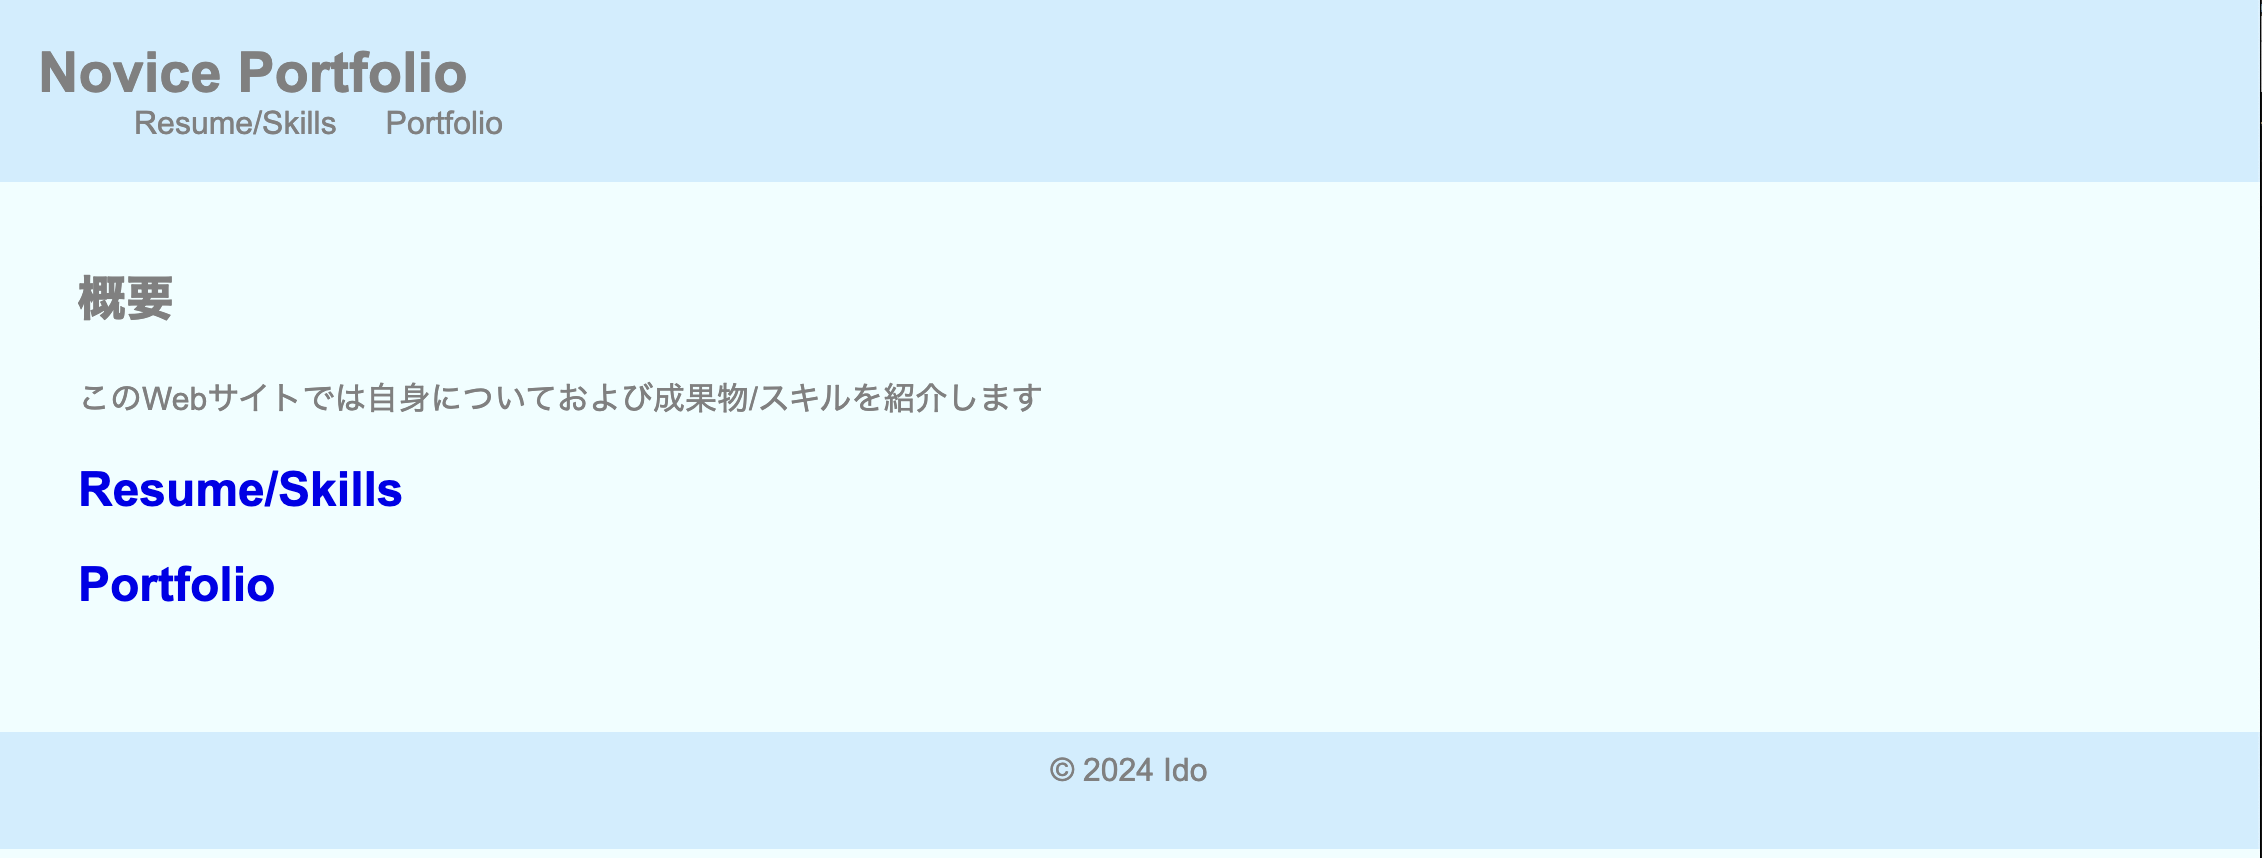 Novice Portfolio
Resume/Skills Portfolio
概要
このWebサイトでは自身についておよび成果物/スキルを紹介します
Resume/Skills
Portfolio
© 2024 Ido